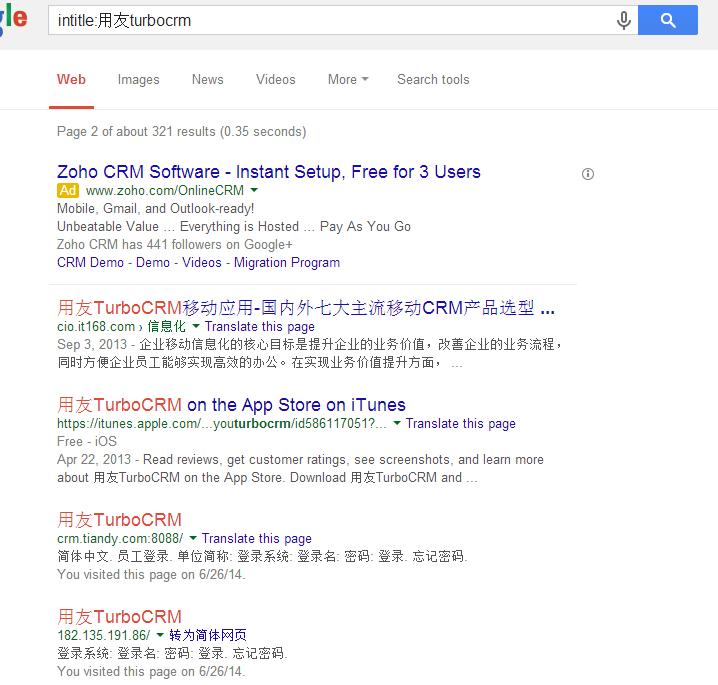 gle
intitle:用友turbocrm
Web Images News Videos More Search tools
Page 2 of about 321 results (0.35 seconds)
Zoho CRM Software - Instant Setup, Free for 3 Users
Ad www.zoho.com/OnlineCRM
Mobile, Gmail, and Outlook-ready!
Unbeatable Value ... Everything is Hosted ... Pay As You Go
Zoho CRM has 441 followers on Google+
CRM Demo - Demo - Videos - Migration Program
用友TurboCRM移动应用-国内外七大主流移动CRM产品选型 ...
cio.it168.com › 信息化 Translate this page
Sep 3, 2013 - 企业移动信息化的核心目标是提升企业的业务价值，改善企业的业务流程，
同时方便企业员工能够实现高效的办公。在实现业务价值提升方面， ...
用友TurboCRM on the App Store on iTunes
https://itunes.apple.com/...youturbocrm/id586117051?... Translate this page
Free - iOS
Apr 22, 2013 - Read reviews, get customer ratings, see screenshots, and learn more
about 用友TurboCRM on the App Store. Download 用友TurboCRM and ...
用友TurboCRM
crm.tiandy.com:8088/ Translate this page
简体中文. 员工登录. 单位简称: 登录系统: 登录名: 密码: 登录. 忘记密码.
You visited this page on 6/26/14.
用友TurboCRM
182.135.191.86/ 转为简体网页
登录系统: 登录名: 密码: 登录. 忘记密码.
You visited this page on 6/26/14.